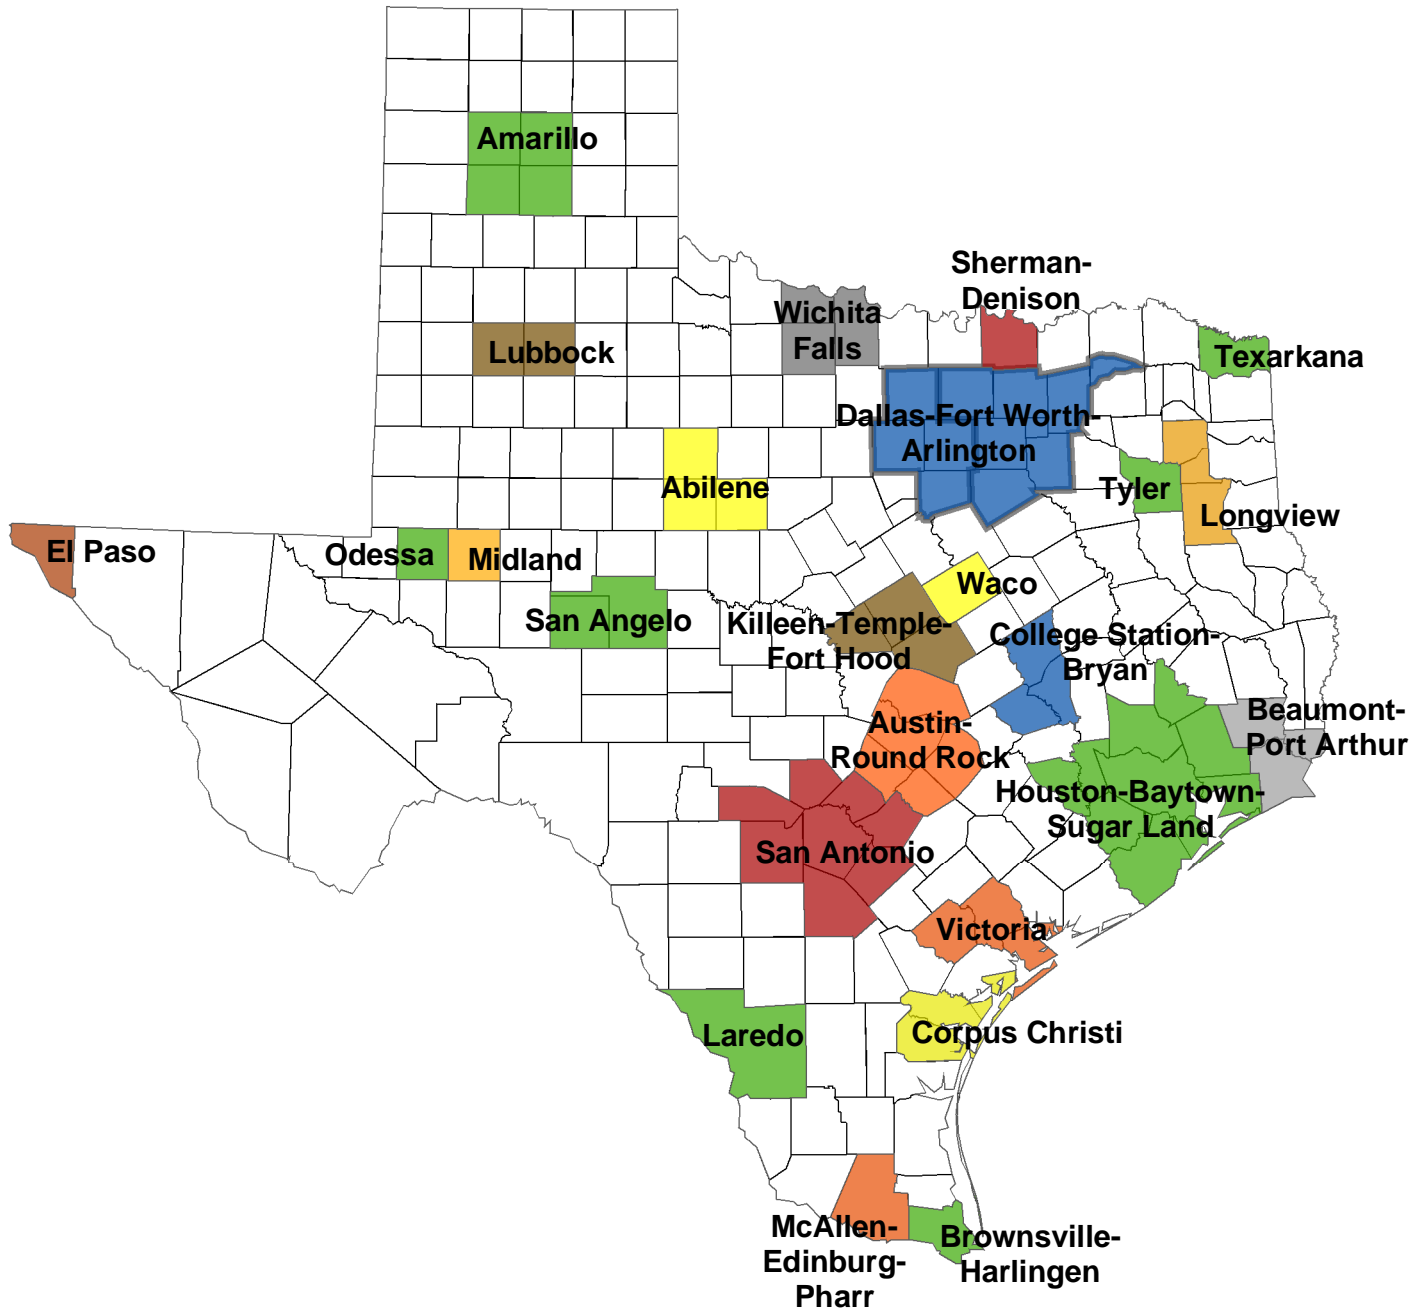 Amarillo
Sherman-
Denison
Wichita
Falls
Lubbock
Texarkana
Dallas-Fort Worth-
Arlington
Abilene
Tyler
Longview
El Paso
Odessa
Midland
Waco
San Angelo
Killeen-Temple-
Fort Hood
College Station-
Bryan
Austin-
Round Rock
Beaumont-
Port Arthur
Houston-Baytown-
Sugar Land
San Antonio
Victoria
Laredo
Corpus Christi
McAllen-
Edinburg-
Pharr
Brownsville-
Harlingen